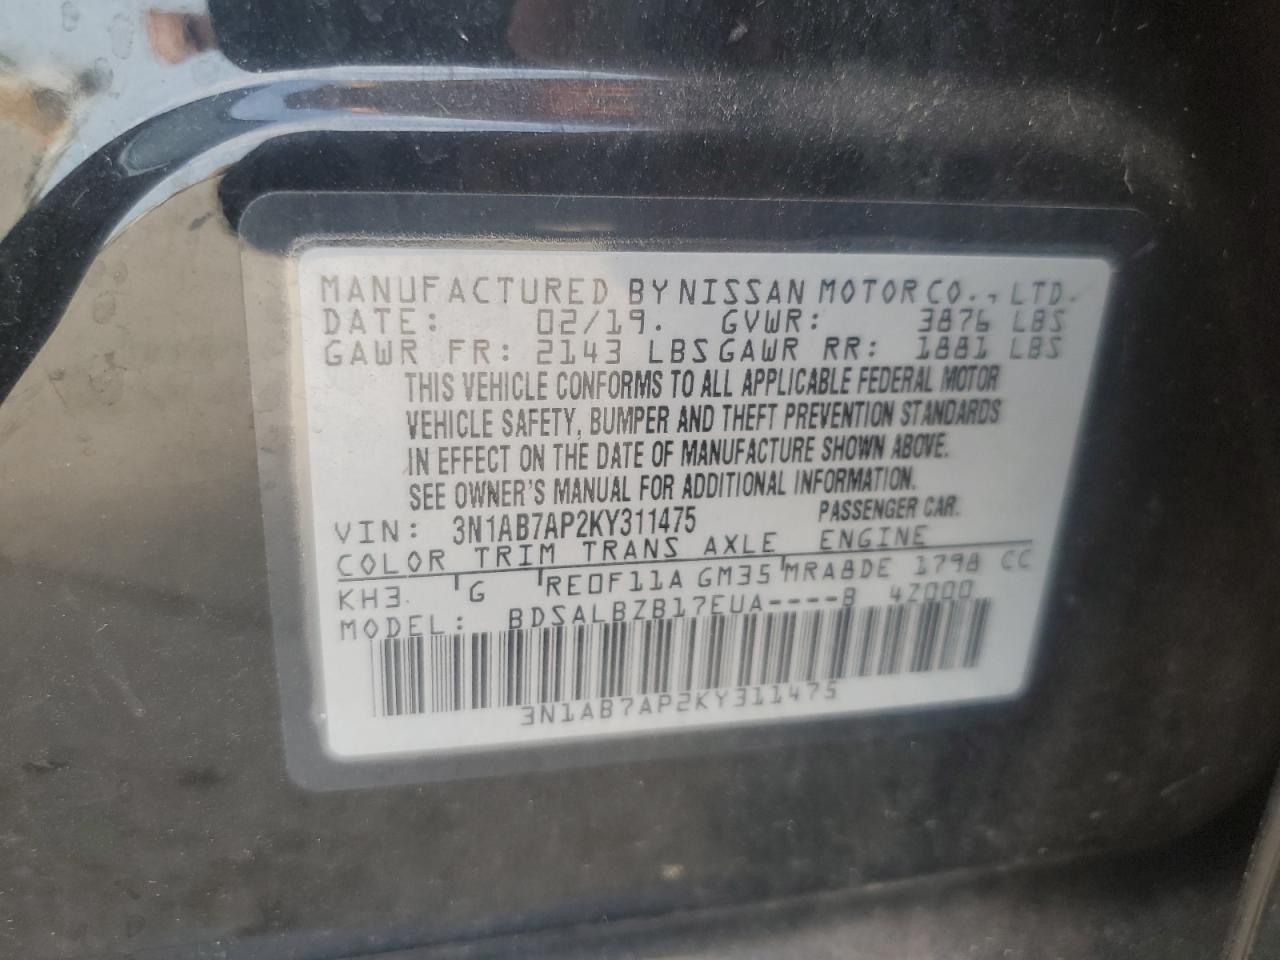 MANUFACTURED BY NISSAN MOTOR CO., LTD.
DATE: 02/19. GVWR: 3876 LBS
GAWR FR: 2143 LBS GAWR RR: 1881 LBS
THIS VEHICLE CONFORMS TO ALL APPLICABLE FEDERAL MOTOR
VEHICLE SAFETY, BUMPER AND THEFT PREVENTION STANDARDS
IN EFFECT ON THE DATE OF MANUFACTURE SHOWN ABOVE.
SEE OWNER'S MANUAL FOR ADDITIONAL INFORMATION.
VIN: 3N1AB7AP2KY311475 PASSENGER CAR.
COLOR TRIM TRANS AXLE ENGINE
KH3 G RE0F11A GM35 MRA8DE 1798 CC
MODEL: BDSALBZB17EUA----B 4Z000
3N1AB7AP2KY311475